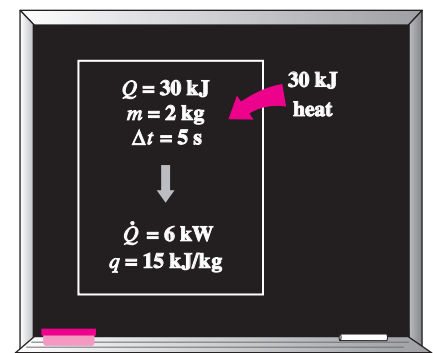 Q = 30 kJ
m = 2 kg
Δt = 5 s
30 kJ
heat
Q̇ = 6 kW
q = 15 kJ/kg